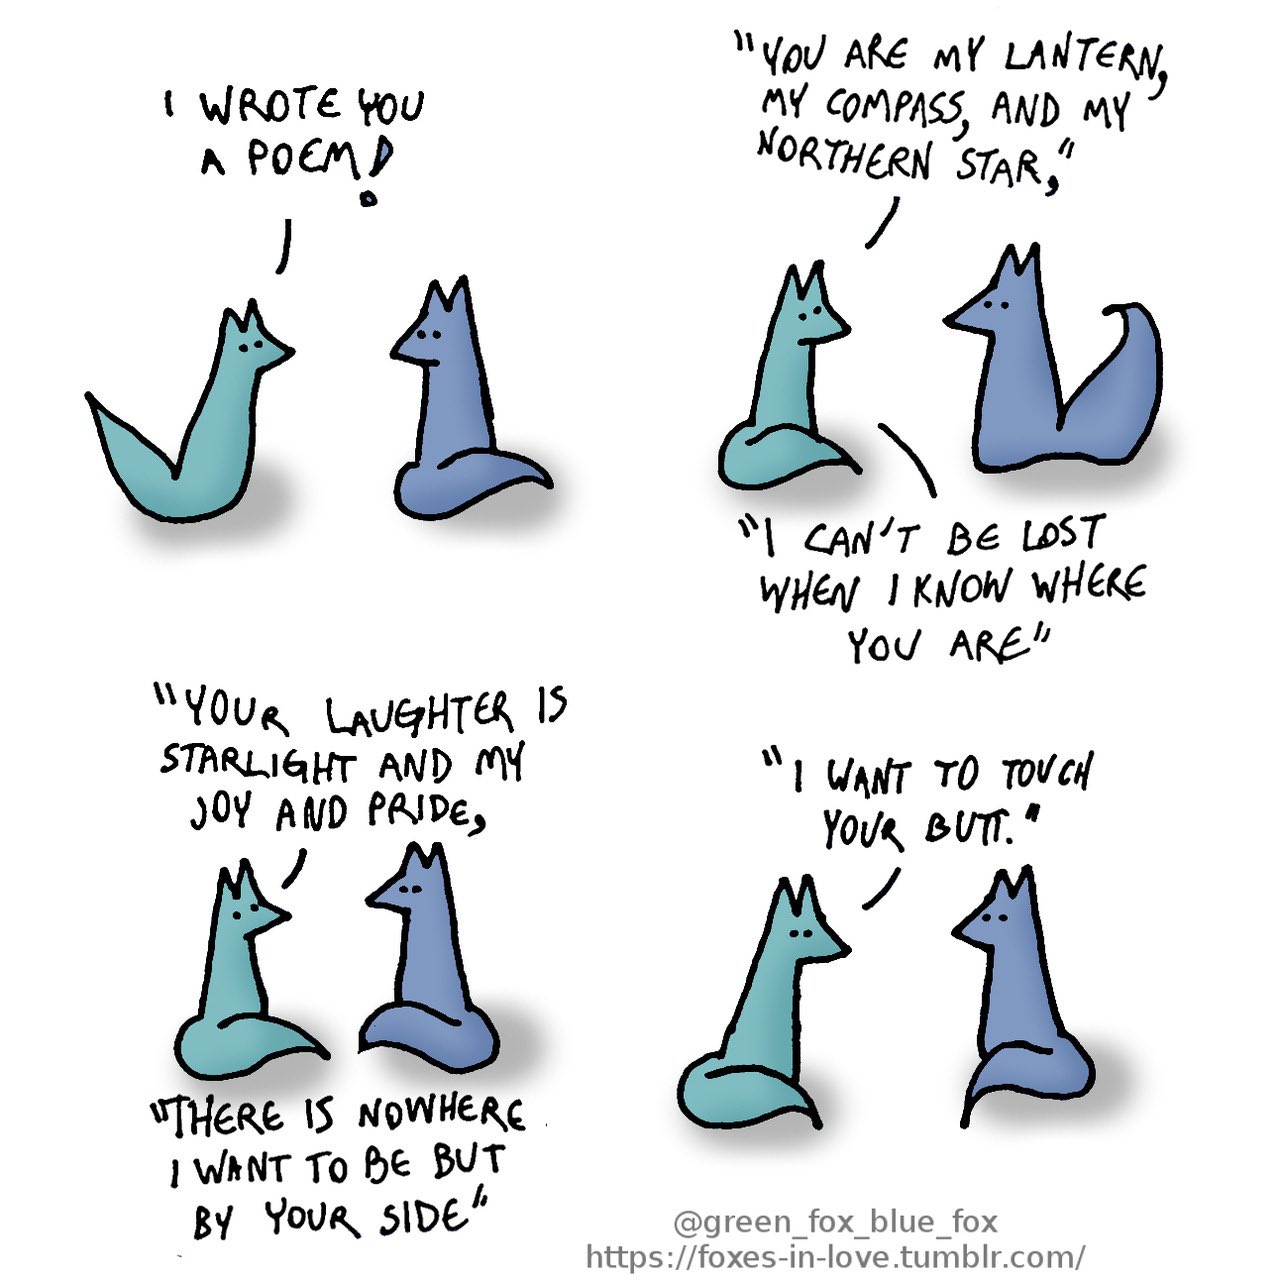 I WROTE YOU
A POEM!
"YOU ARE MY LANTERN,
MY COMPASS, AND MY
NORTHERN STAR,"
"I CAN'T BE LOST
WHEN I KNOW WHERE
YOU ARE"
"YOUR LAUGHTER IS
STARLIGHT AND MY
JOY AND PRIDE,
"THERE IS NOWHERE
I WANT TO BE BUT
BY YOUR SIDE"
"I WANT TO TOUCH
YOUR BUTT."
@green_fox_blue_fox
https://foxes-in-love.tumblr.com/